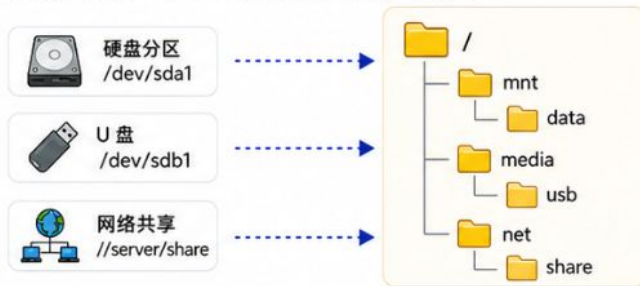 硬盘分区
/dev/sda1
U 盘
/dev/sdb1
网络共享
//server/share
/
mnt
data
media
usb
net
share